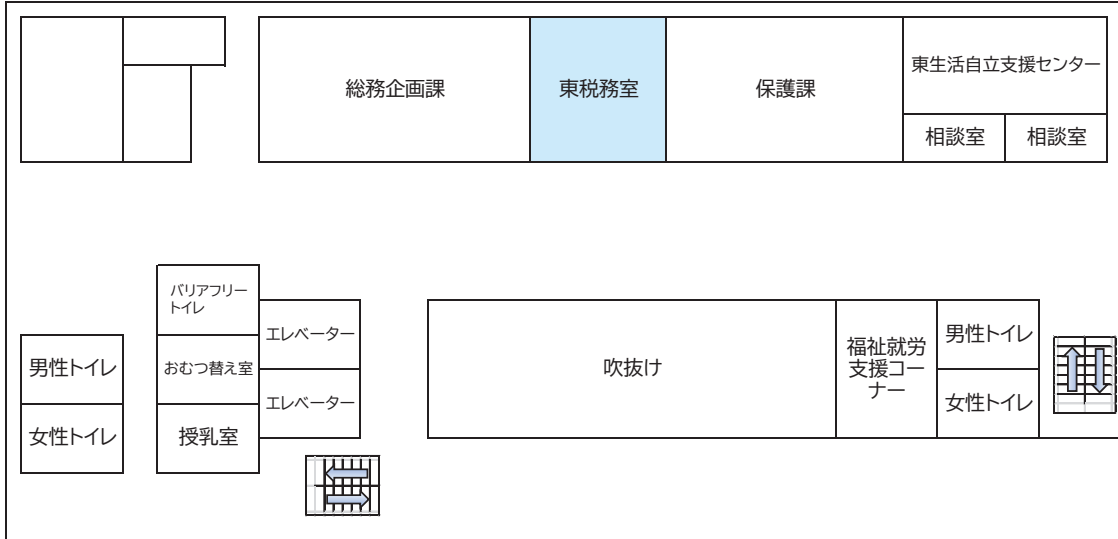 総務企画課
東税務室
保護課
東生活自立支援センター
相談室
相談室
バリアフリー
トイレ
おむつ替え室
授乳室
男性トイレ
女性トイレ
エレベーター
エレベーター
吹抜け
福祉就労
支援コー
ナー
男性トイレ
女性トイレ